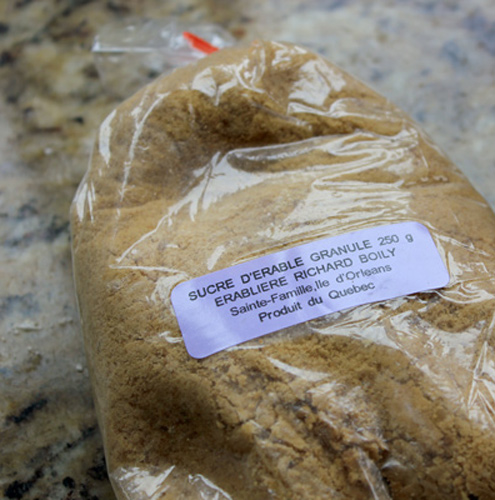 SUCRE D'ERABLE GRANULE 250 g
ERABLIERE RICHARD BOILY
Sainte-Famille,Ile d'Orleans
Produit du Quebec